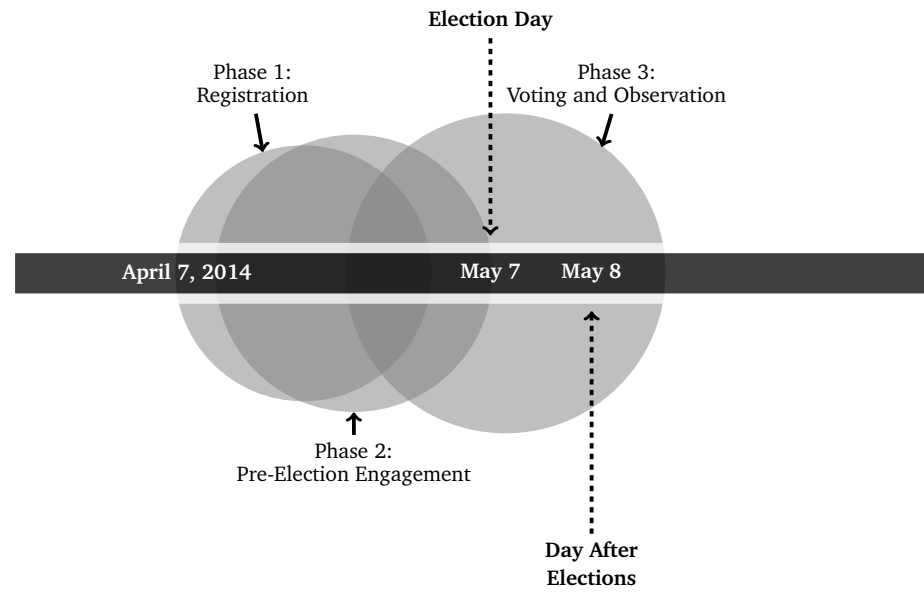 Election Day
Phase 1:
Registration
Phase 3:
Voting and Observation
April 7, 2014
May 7
May 8
Phase 2:
Pre-Election Engagement
Day After
Elections